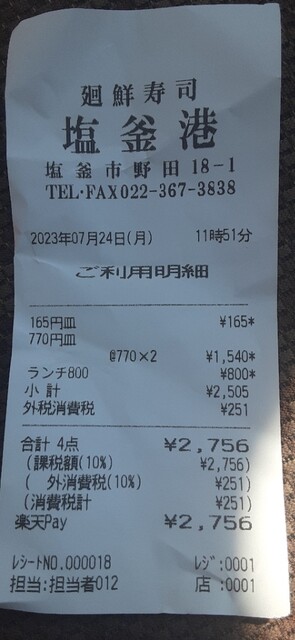 廻鮮寿司
塩釜港
塩釜市野田18-1
TEL・FAX022-367-3838
2023年07月24日(月) 11時51分
ご利用明細
165円皿 ¥165*
770円皿
@770×2 ¥1,540*
ランチ800 ¥800*
小計 ¥2,505
外税消費税 ¥251
合計 4点 ¥2,756
(課税額(10%) ¥2,756)
( 外消費税(10%) ¥251)
(消費税計 ¥251)
楽天Pay ¥2,756
レシートNO.000018 レジ:0001
担当:担当者012 店:0001